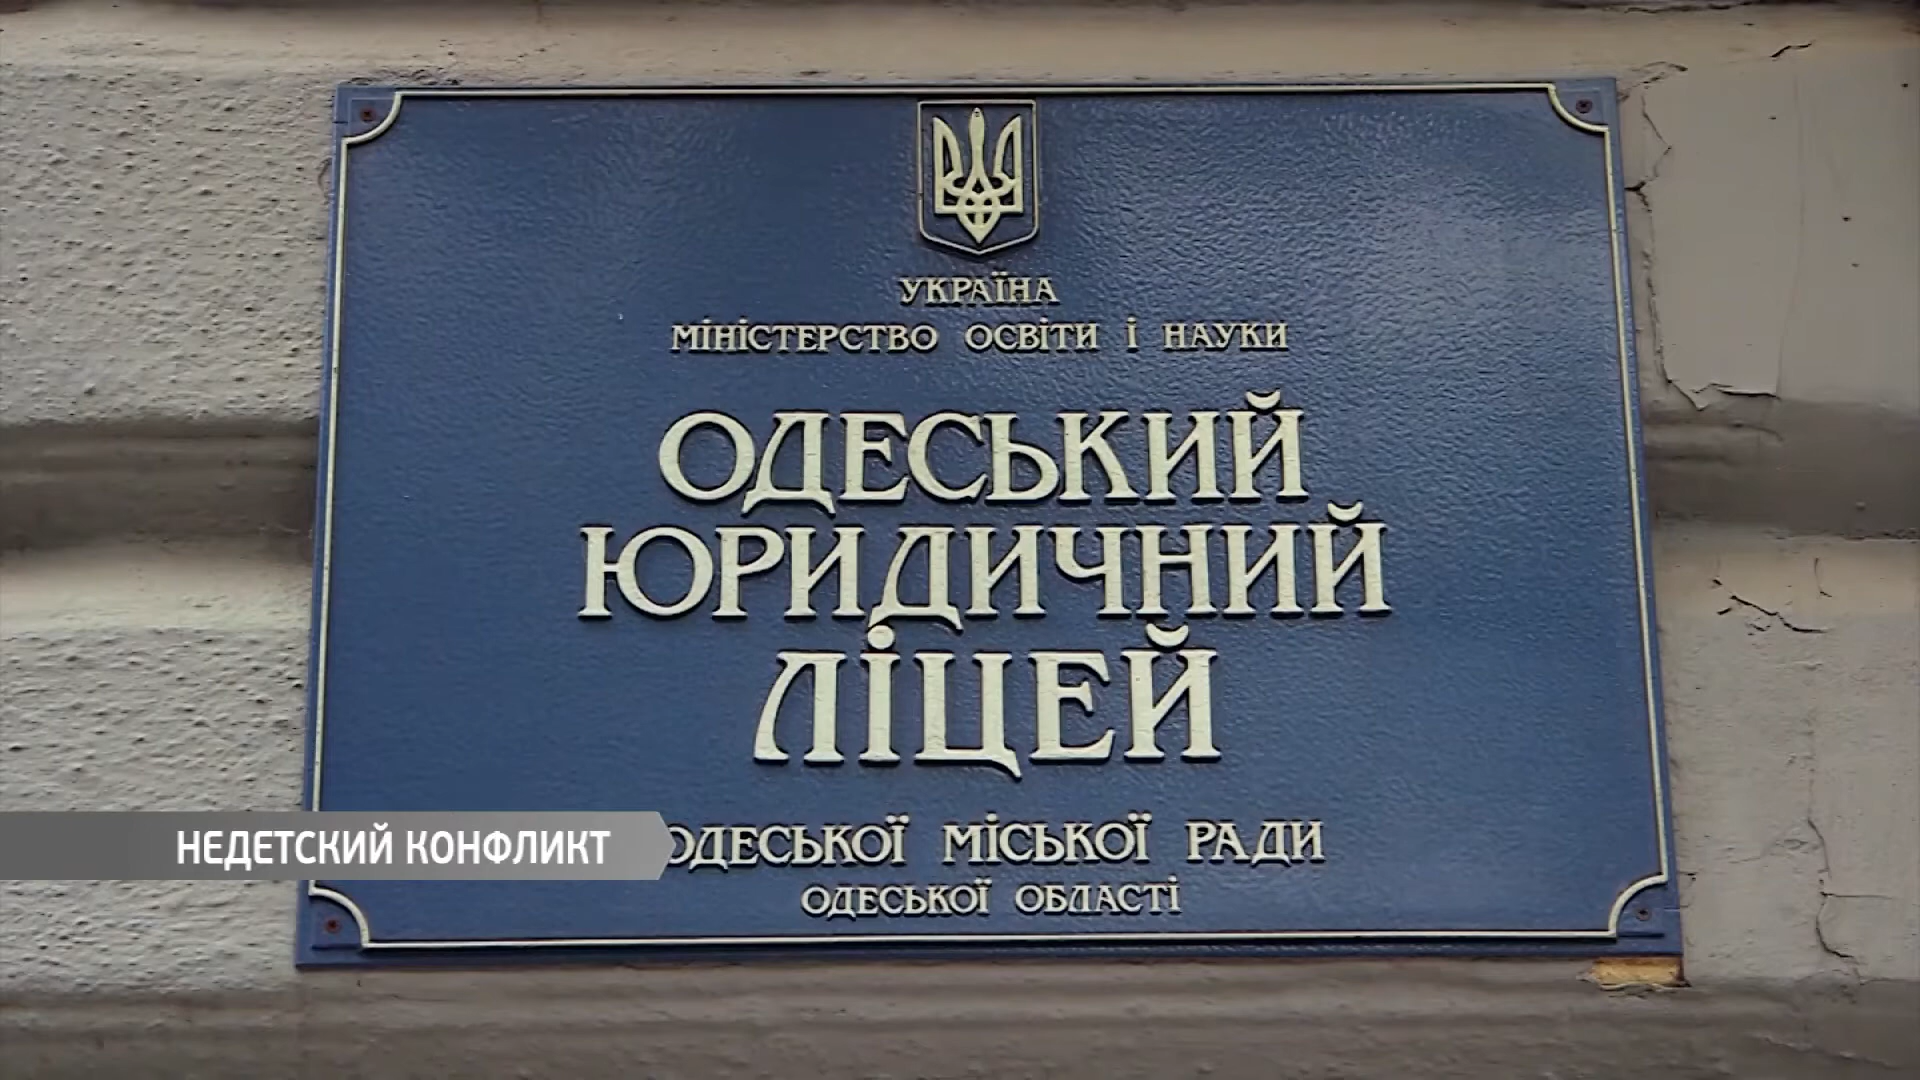 УКРАЇНА
МІНІСТЕРСТВО ОСВІТИ І НАУКИ
ОДЕСЬКИЙ
ЮРИДИЧНИЙ
ЛІЦЕЙ
ОДЕСЬКОЇ МІСЬКОЇ РАДИ
ОДЕСЬКОЇ ОБЛАСТІ
НЕДЕТСКИЙ КОНФЛИКТ